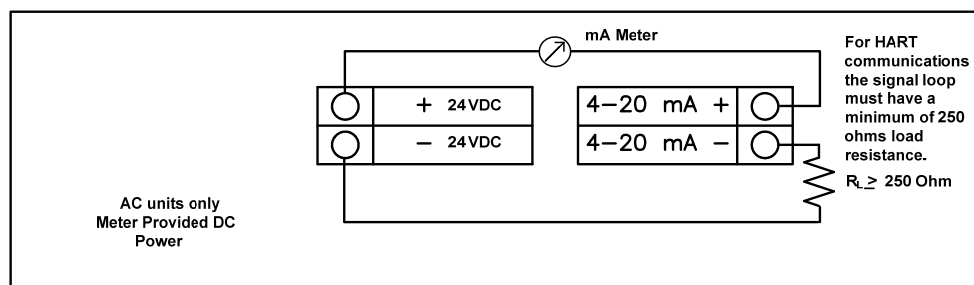 mA Meter
+ 24VDC
− 24VDC
4−20 mA +
4−20 mA −
For HART
communications
the signal loop
must have a
minimum of 250
ohms load
resistance.
RL ≥ 250 Ohm
AC units only
Meter Provided DC
Power